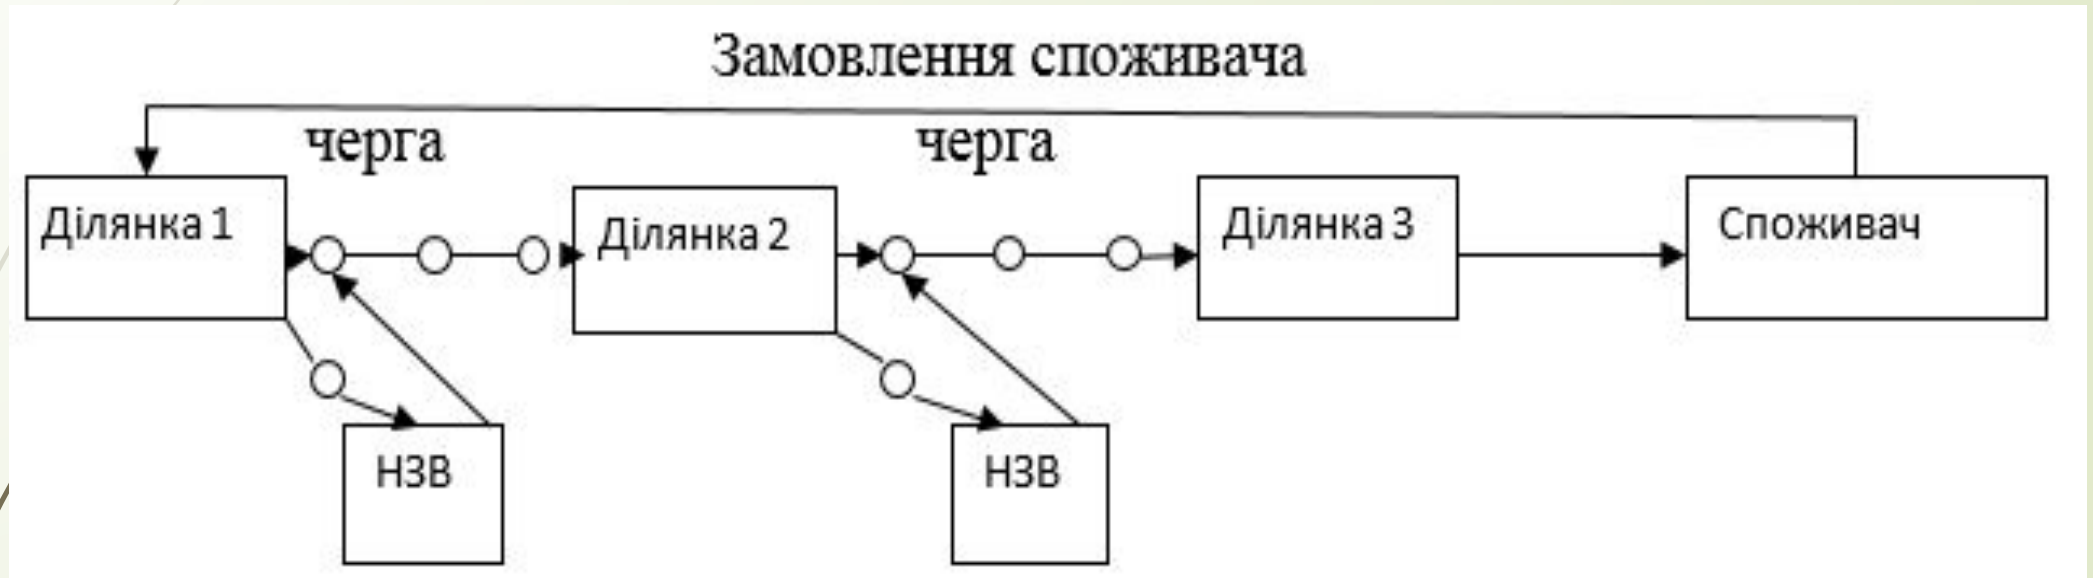 Замовлення споживача
черга
черга
Ділянка 1
Ділянка 2
Ділянка 3
Споживач
НЗВ
НЗВ